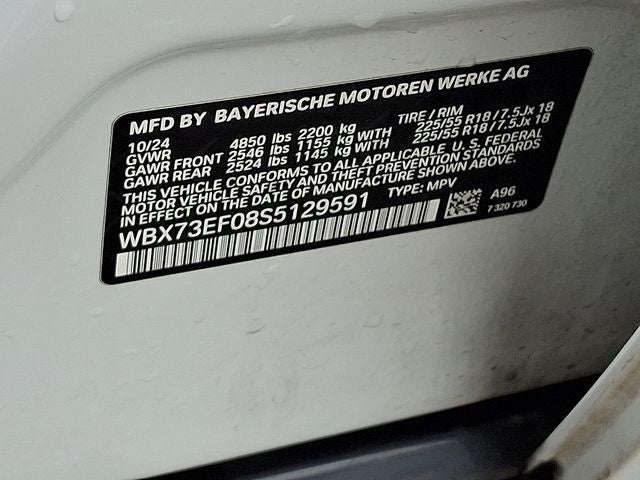 MFD BY BAYERISCHE MOTOREN WERKE AG
10/24 TIRE / RIM
GVWR 4850 lbs 2200 kg
GAWR FRONT 2546 lbs 1155 kg WITH 225/55 R18 / 7.5Jx 18
GAWR REAR 2524 lbs 1145 kg WITH 225/55 R18 / 7.5Jx 18
THIS VEHICLE CONFORMS TO ALL APPLICABLE U. S. FEDERAL
MOTOR VEHICLE SAFETY AND THEFT PREVENTION STANDARDS
IN EFFECT ON THE DATE OF MANUFACTURE SHOWN ABOVE.
WBX73EF08S5129591 TYPE: MPV
A96
7 320 730